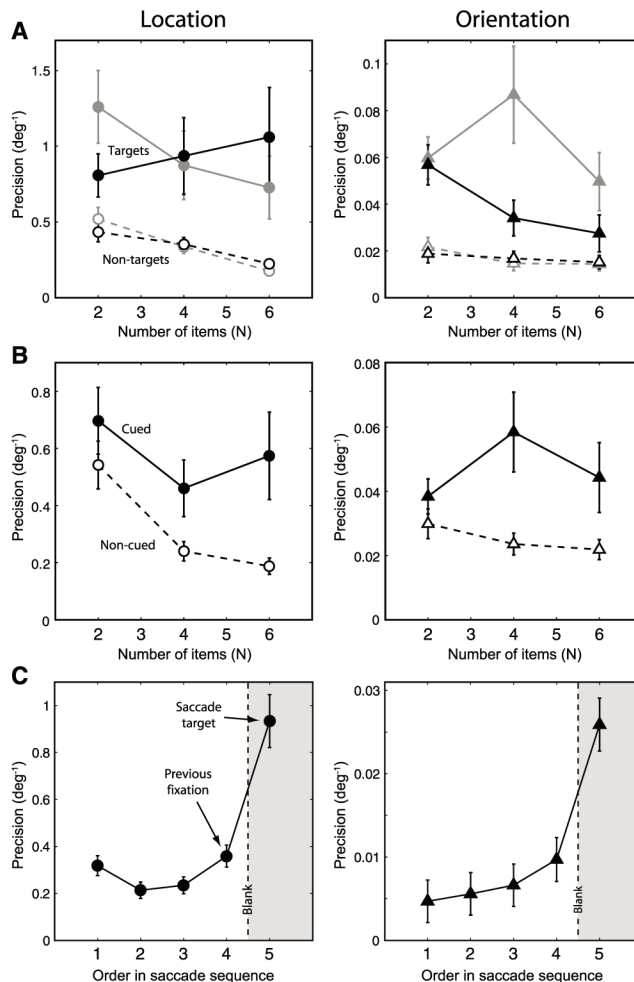 Location
Orientation
A
Precision (deg-1)
1.5
1
0.5
0
Targets
Non-targets
2 3 4 5 6
Number of items (N)
Precision (deg-1)
0.1
0.08
0.06
0.04
0.02
0
2 3 4 5 6
Number of items (N)
B
Precision (deg-1)
0.8
0.6
0.4
0.2
0
Cued
Non-cued
2 3 4 5 6
Number of items (N)
Precision (deg-1)
0.08
0.06
0.04
0.02
0
2 3 4 5 6
Number of items (N)
C
Precision (deg-1)
1
0.8
0.6
0.4
0.2
0
Saccade
target
Previous
fixation
Blank
1 2 3 4 5
Order in saccade sequence
Precision (deg-1)
0.03
0.02
0.01
0
Blank
1 2 3 4 5
Order in saccade sequence